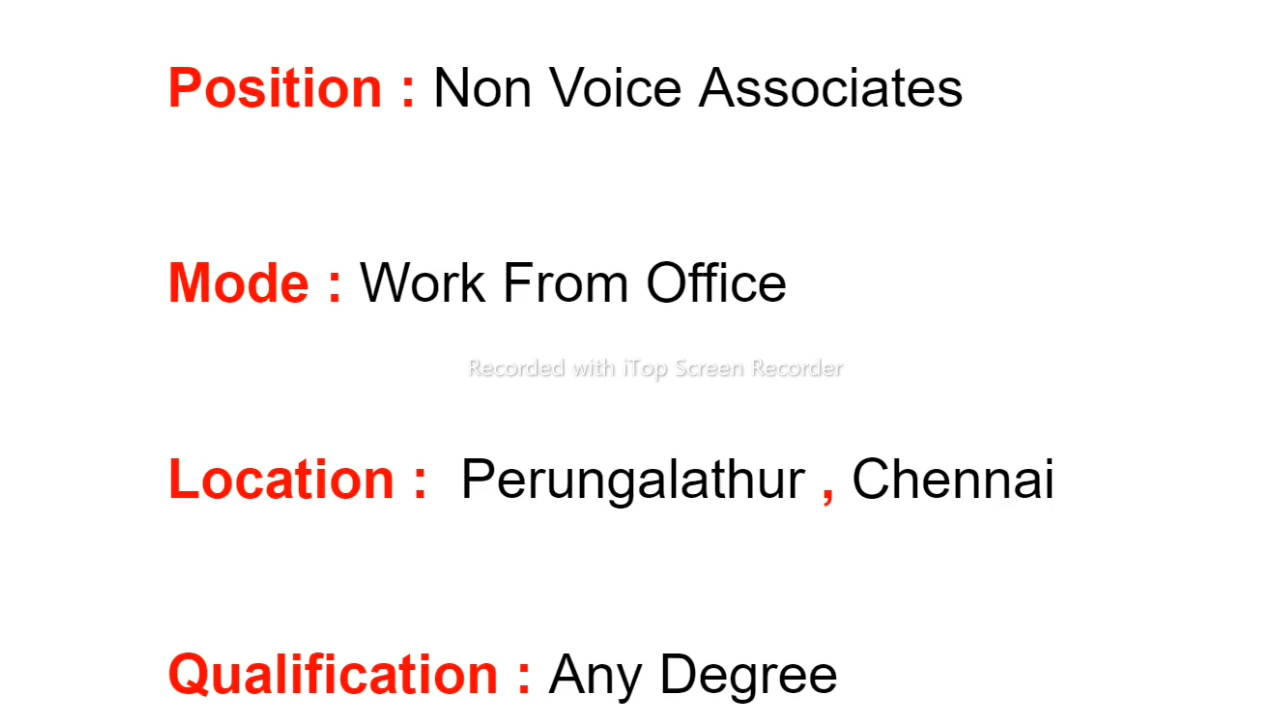 Position : Non Voice Associates
Mode : Work From Office
Recorded with iTop Screen Recorder
Location : Perungalathur , Chennai
Qualification : Any Degree